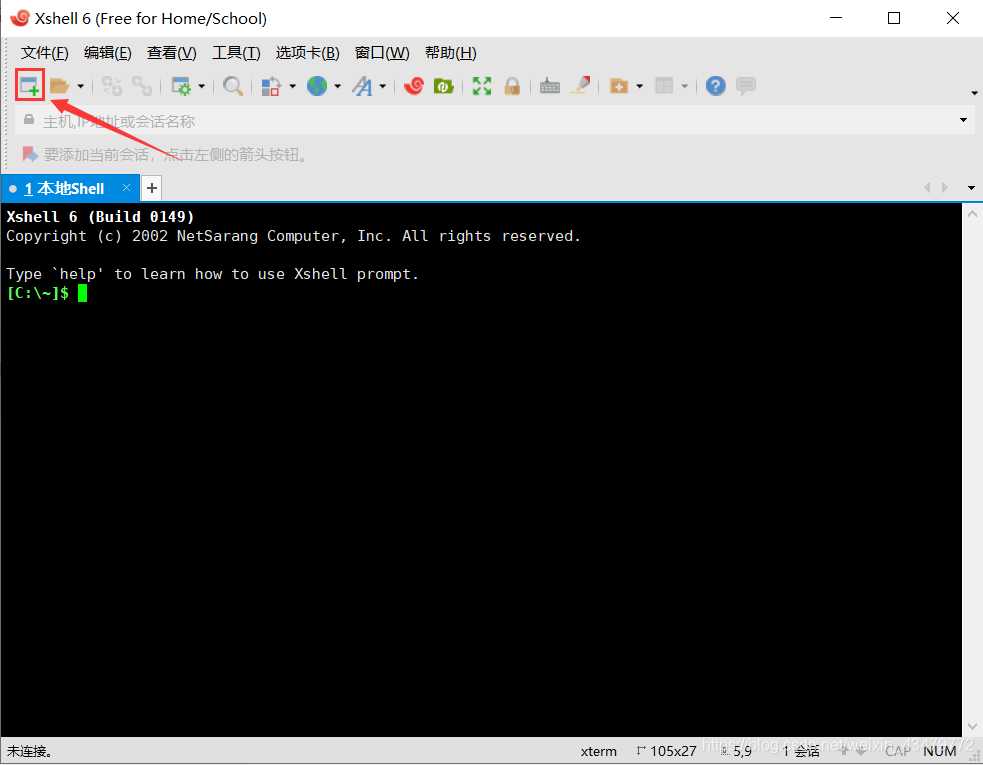 Xshell 6 (Free for Home/School)
文件(F) 编辑(E) 查看(V) 工具(T) 选项卡(B) 窗口(W) 帮助(H)
主机,IP地址或会话名称
要添加当前会话，点击左侧的箭头按钮。
1 本地Shell
Xshell 6 (Build 0149)
Copyright (c) 2002 NetSarang Computer, Inc. All rights reserved.
Type `help' to learn how to use Xshell prompt.
[C:\~]$
未连接。 xterm 105x27 5,9 1 会话 CAP NUM
https://blog.csdn.net/weixin_43479772